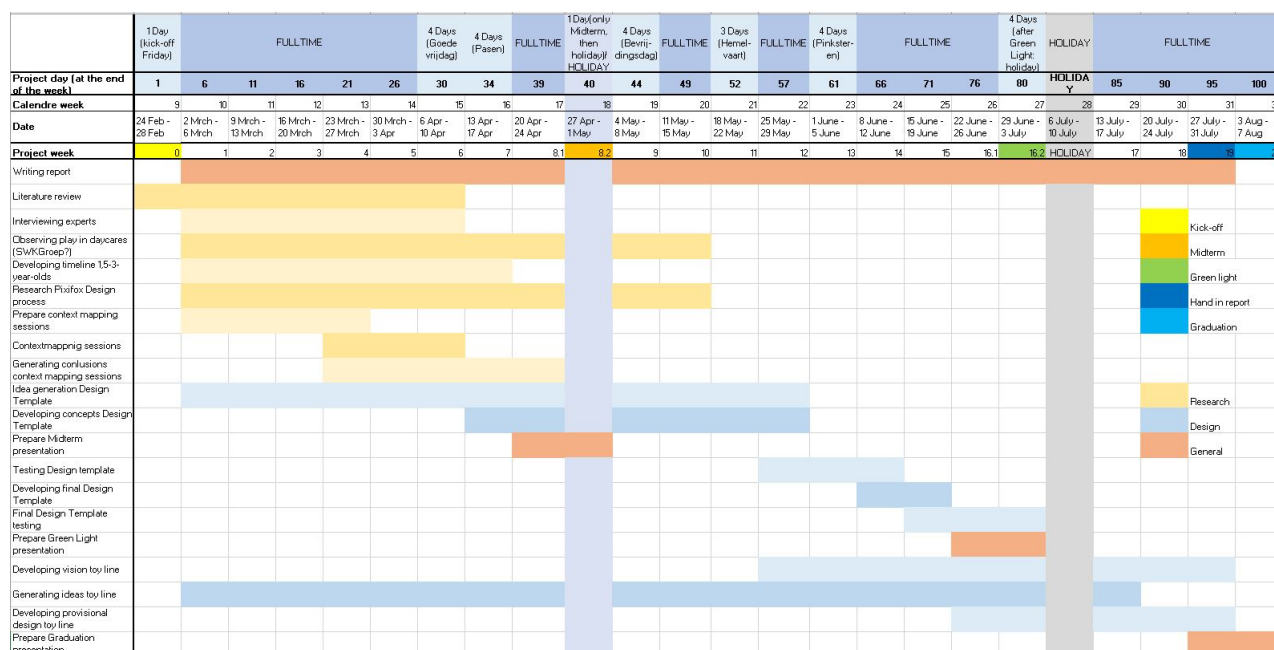 1 Day (kick-off Friday) FULLTIME 4 Days (Goede vrijdag) 4 Days (Pasen) FULLTIME 1 Day(only Midterm, then holiday)/ HOLIDAY 4 Days (Bevrij-dingsdag) FULLTIME 3 Days (Hemel-vaart) FULLTIME 4 Days (Pinkster-en) FULLTIME 4 Days (after Green Light: holiday) HOLIDAY FULLTIME
Project day (at the end of the week) 1 6 11 16 21 26 30 34 39 40 44 49 52 57 61 66 71 76 80 HOLIDAY 85 90 95 100
Calendre week 9 10 11 12 13 14 15 16 17 18 19 20 21 22 23 24 25 26 27 28 29 30 31
Date 24 Feb - 28 Feb 2 Mrch - 6 Mrch 9 Mrch - 13 Mrch 16 Mrch - 20 Mrch 23 Mrch - 27 Mrch 30 Mrch - 3 Apr 6 Apr - 10 Apr 13 Apr - 17 Apr 20 Apr - 24 Apr 27 Apr - 1 May 4 May - 8 May 11 May - 15 May 18 May - 22 May 25 May - 29 May 1 June - 5 June 8 June - 12 June 15 June - 19 June 22 June - 26 June 29 June - 3 July 6 July - 10 July 13 July - 17 July 20 July - 24 July 27 July - 31 July 3 Aug - 7 Aug
Project week 0 1 2 3 4 5 6 7 8.1 8.2 9 10 11 12 13 14 15 16.1 16.2 HOLIDAY 17 18 19
Writing report
Literature review
Interviewing experts
Kick-off
Observing play in daycares (SWKGroep?)
Midterm
Developing timeline 1,5-3-year-olds
Green light
Research Pixifox Design process
Hand in report
Prepare context mapping sessions
Graduation
Contextmappnig sessions
Generating conlusions context mapping sessions
Idea generation Design Template
Research
Developing concepts Design Template
Design
Prepare Midterm presentation
General
Testing Design template
Developing final Design Template
Final Design Template testing
Prepare Green Light presentation
Developing vision toy line
Generating ideas toy line
Developing provisional design toy line
Prepare Graduation